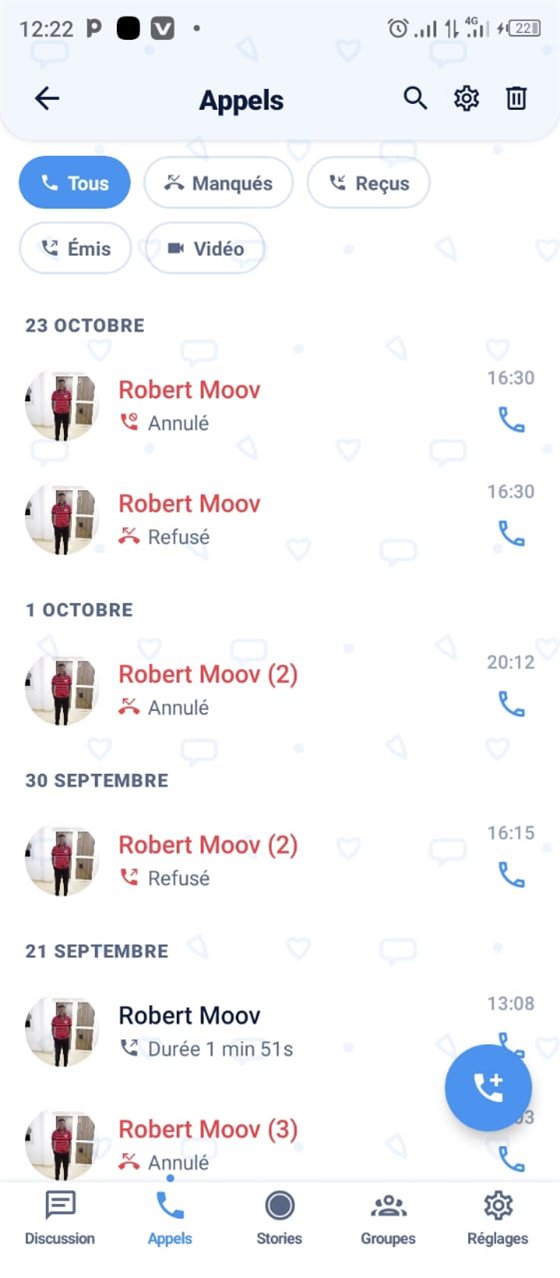 12:22 P V 4G 22
Appels
Tous Manqués Reçus
Émis Vidéo
23 OCTOBRE
Robert Moov 16:30
Annulé
Robert Moov 16:30
Refusé
1 OCTOBRE
Robert Moov (2) 20:12
Annulé
30 SEPTEMBRE
Robert Moov (2) 16:15
Refusé
21 SEPTEMBRE
Robert Moov 13:08
Durée 1 min 51s
Robert Moov (3)
Annulé
Discussion Appels Stories Groupes Réglages